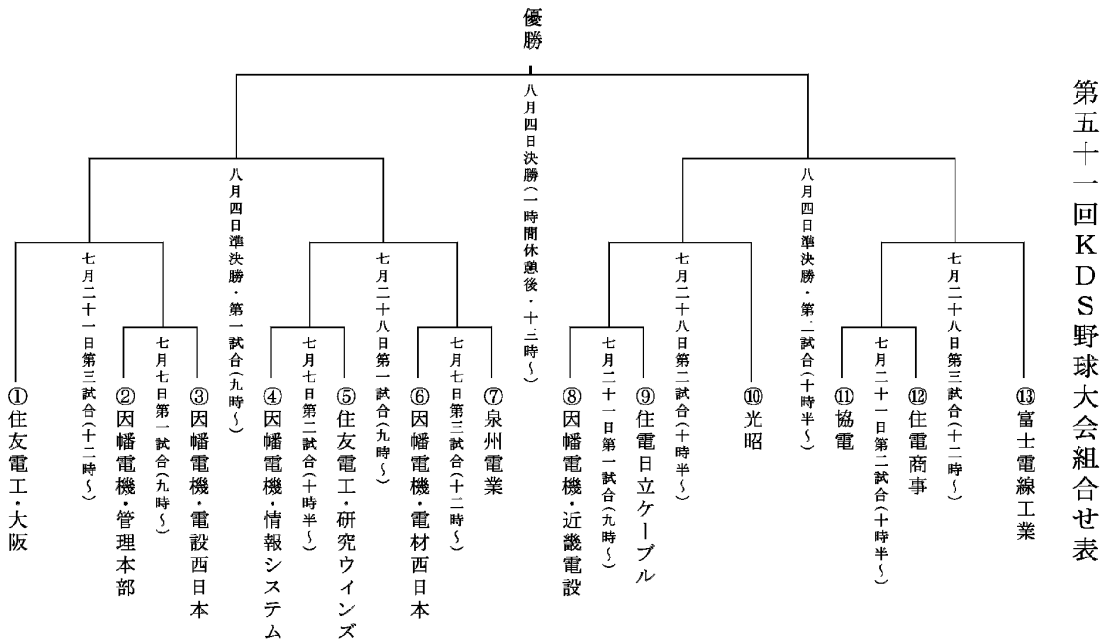 第五十一回KDS野球大会組合せ表
優勝
八月四日決勝(一時間休憩後・十三時~)
八月四日準決勝・第二試合(十時半~)
八月四日準決勝・第一試合(九時~)
七月二十八日第三試合(十二時~)
七月二十八日第二試合(十時半~)
七月二十八日第一試合(九時~)
七月二十一日第三試合(十二時~)
七月二十一日第二試合(十時半~)
七月二十一日第一試合(九時~)
七月七日第三試合(十二時~)
七月七日第二試合(十時半~)
七月七日第一試合(九時~)
⑬富士電線工業
⑫住電商事
⑪協電
⑩光昭
⑨住電日立ケーブル
⑧因幡電機・近畿電設
⑦泉州電業
⑥因幡電機・電材西日本
⑤住友電工・研究ウインズ
④因幡電機・情報システム
③因幡電機・電設西日本
②因幡電機・管理本部
①住友電工・大阪